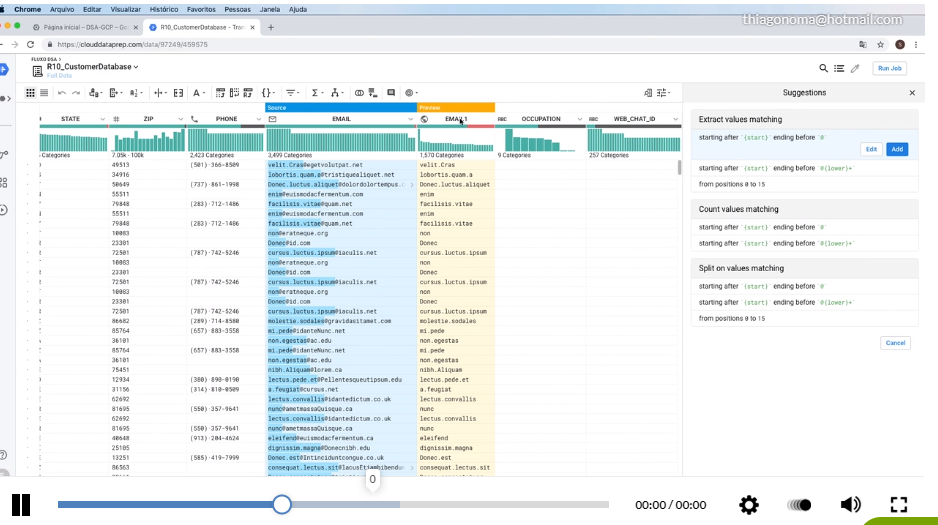 Chrome Arquivo Editar Visualizar Histórico Favoritos Pessoas Janela Ajuda
thiagonoma@hotmail.com
Página inicial – DSA-GCP – Go
R10_CustomerDatabase – Tran
https://clouddataprep.com/data/97249/459575
FLUXO DSA
R10_CustomerDatabase
Full Data
Run Job
Source
Preview
Suggestions
STATE ZIP PHONE EMAIL EMAIL1 OCCUPATION WEB_CHAT_ID
Categories 7.05k - 100k 2,423 Categories 3,499 Categories 1,670 Categories 9 Categories 257 Categories
49513 (501)·366-8509 velit.Cras@egetvolutpat.net velit.Cras
34916 lobortis.quam.a@tristiquealiquet.net lobortis.quam.a
50649 (737)·861-1998 Donec.luctus.aliquet@dolordolortempus. Donec.luctus.aliquet
55511 enim@euismodacfermentum.com enim
79848 (283)·712-1486 facilisis.vitae@quam.net facilisis.vitae
55511 enim@euismodacfermentum.com enim
79848 (283)·712-1486 facilisis.vitae@quam.net facilisis.vitae
10083 non@eratneque.org non
23301 Donec@id.com Donec
72501 (787)·742-5246 cursus.luctus.ipsum@iaculis.net cursus.luctus.ipsum
10083 non@eratneque.org non
23301 Donec@id.com Donec
72501 (787)·742-5246 cursus.luctus.ipsum@iaculis.net cursus.luctus.ipsum
10083 non@eratneque.org non
23301 Donec@id.com Donec
72501 (787)·742-5246 cursus.luctus.ipsum@iaculis.net cursus.luctus.ipsum
86682 (289)·714-8580 molestie.sodales@gravidasitamet.com molestie.sodales
85764 (657)·883-3558 mi.pede@idanteNunc.net mi.pede
36101 non.egestas@ac.edu non.egestas
85764 (657)·883-3558 mi.pede@idanteNunc.net mi.pede
36101 non.egestas@ac.edu non.egestas
75451 nibh.Aliquam@lorem.ca nibh.Aliquam
12934 (380)·890-0190 lectus.pede.et@Pellentesqueutipsum.edu lectus.pede.et
31156 (314)·810-0509 a.feugiat@cursus.net a.feugiat
62692 lectus.convallis@idantedictum.co.uk lectus.convallis
81695 (550)·357-9641 nunc@ametmassaQuisque.ca nunc
62692 lectus.convallis@idantedictum.co.uk lectus.convallis
81695 (550)·357-9641 nunc@ametmassaQuisque.ca nunc
40648 (913)·204-4624 eleifend@euismodacfermentum.ca eleifend
25105 dignissim.magna@Donecnibh.edu dignissim.magna
13251 (585)·419-7999 Donec.est@Intinciduntcongue.co.uk Donec.est
86563 consequat.lectus.sit@lacusEtiambibendum consequat.lectus.sit
Extract values matching
starting after `{start}` ending before `@`
Edit Add
starting after `{start}` ending before `@{lower}+`
from positions 0 to 15
Count values matching
starting after `{start}` ending before `@`
starting after `{start}` ending before `@{lower}+`
Split on values matching
starting after `{start}` ending before `@`
starting after `{start}` ending before `@{lower}+`
from positions 0 to 15
Cancel
0
00:00 / 00:00